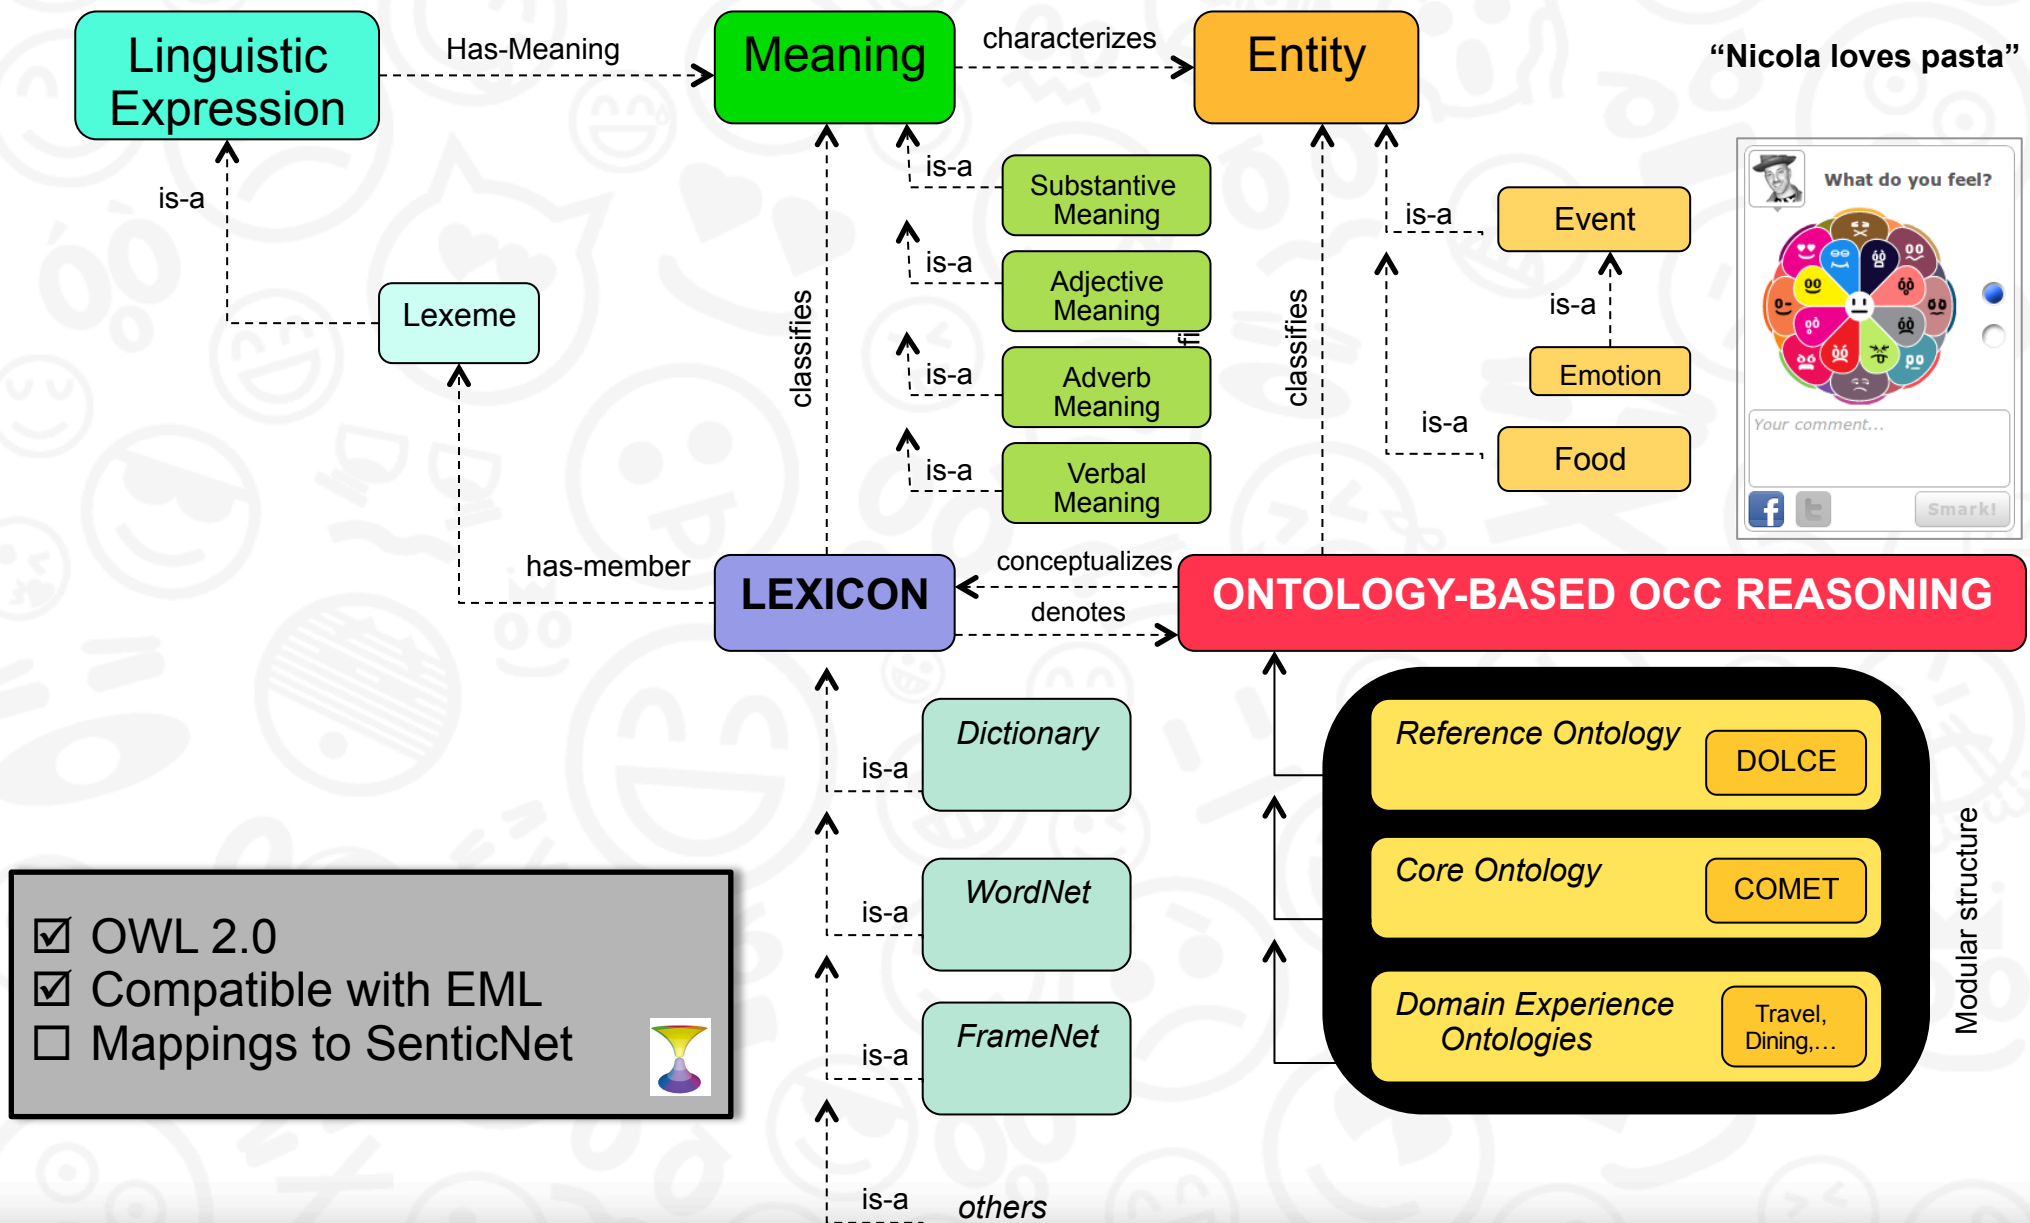 Linguistic
Expression
Has-Meaning
Meaning
characterizes
Entity
“Nicola loves pasta”
is-a
Lexeme
classifies
is-a
Substantive
Meaning
is-a
Adjective
Meaning
fi
is-a
Adverb
Meaning
is-a
Verbal
Meaning
classifies
is-a
Event
is-a
Emotion
is-a
Food
What do you feel?
Your comment...
f
t
Smark!
has-member
LEXICON
conceptualizes
denotes
ONTOLOGY-BASED OCC REASONING
is-a
Dictionary
is-a
WordNet
is-a
FrameNet
is-a
others
Reference Ontology
DOLCE
Core Ontology
COMET
Domain Experience
Ontologies
Travel,
Dining,...
Modular structure
☑ OWL 2.0
☑ Compatible with EML
☐ Mappings to SenticNet